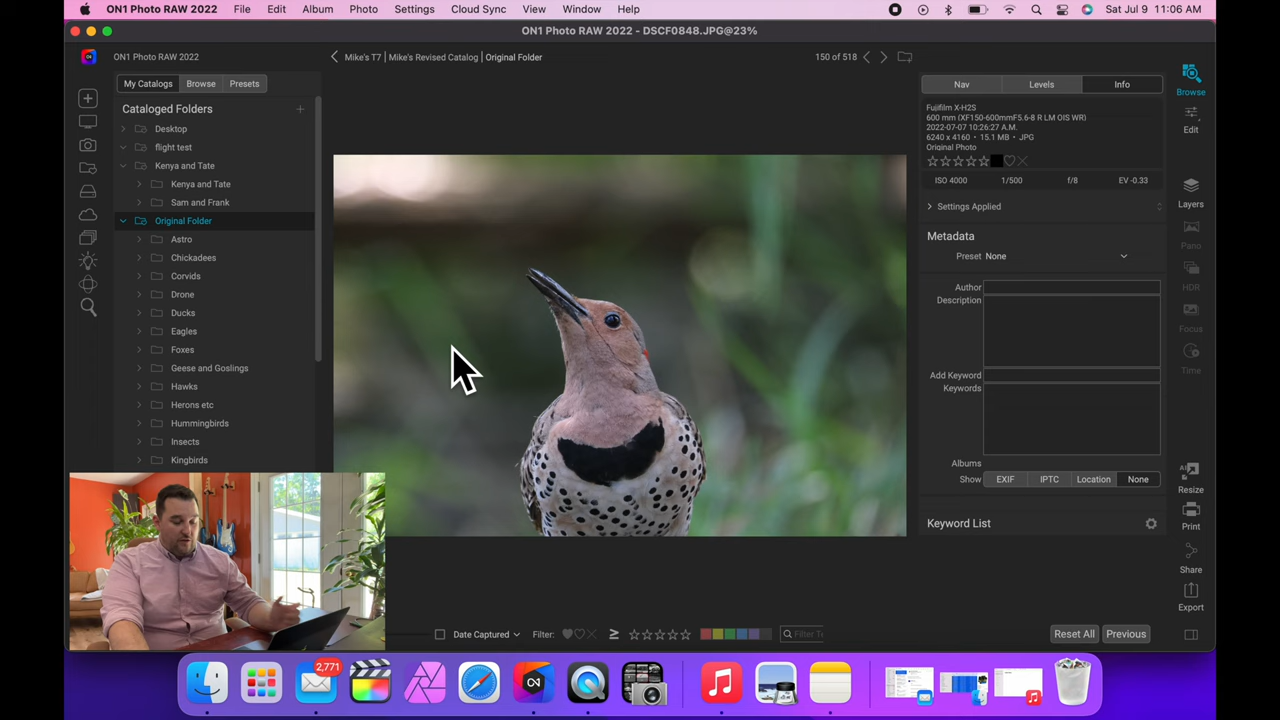 ON1 Photo RAW 2022 File Edit Album Photo Settings Cloud Sync View Window Help Sat Jul 9 11:06 AM
ON1 Photo RAW 2022 - DSCF0848.JPG@23%
ON1 Photo RAW 2022
Mike's T7 | Mike's Revised Catalog | Original Folder
150 of 518
My Catalogs Browse Presets
Cataloged Folders
Desktop
flight test
Kenya and Tate
Kenya and Tate
Sam and Frank
Original Folder
Astro
Chickadees
Corvids
Drone
Ducks
Eagles
Foxes
Geese and Goslings
Hawks
Herons etc
Hummingbirds
Insects
Kingbirds
Nav Levels Info
Fujifilm X-H2S
600 mm (XF150-600mmF5.6-8 R LM OIS WR)
2022-07-07 10:26:27 A.M.
6240 x 4160 • 15.1 MB • JPG
Original Photo
ISO 4000 1/500 f/8 EV -0.33
Settings Applied
Metadata
Preset None
Author
Description
Add Keyword
Keywords
Albums
Show EXIF IPTC Location None
Keyword List
Browse
Edit
Layers
Pano
HDR
Focus
Time
Resize
Print
Share
Export
Date Captured Filter: Filter Te
Reset All Previous
2,771
ON